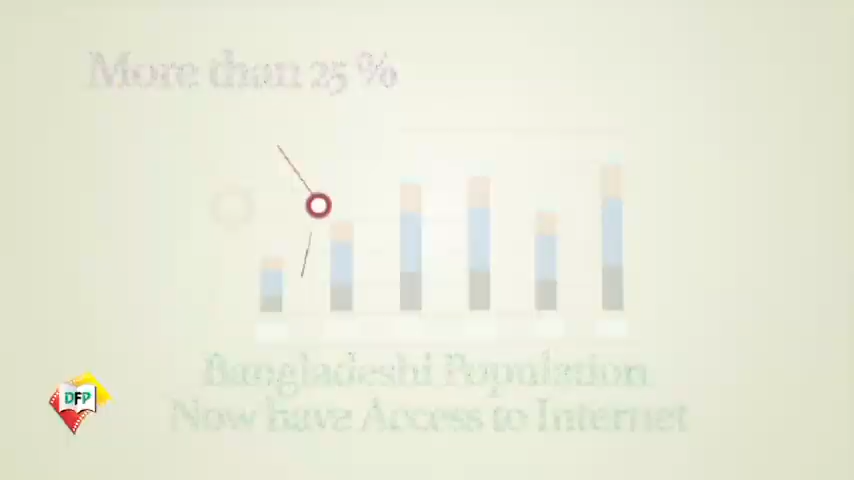 More than 25 %
Bangladeshi Population
Now have Access to Internet
DFP